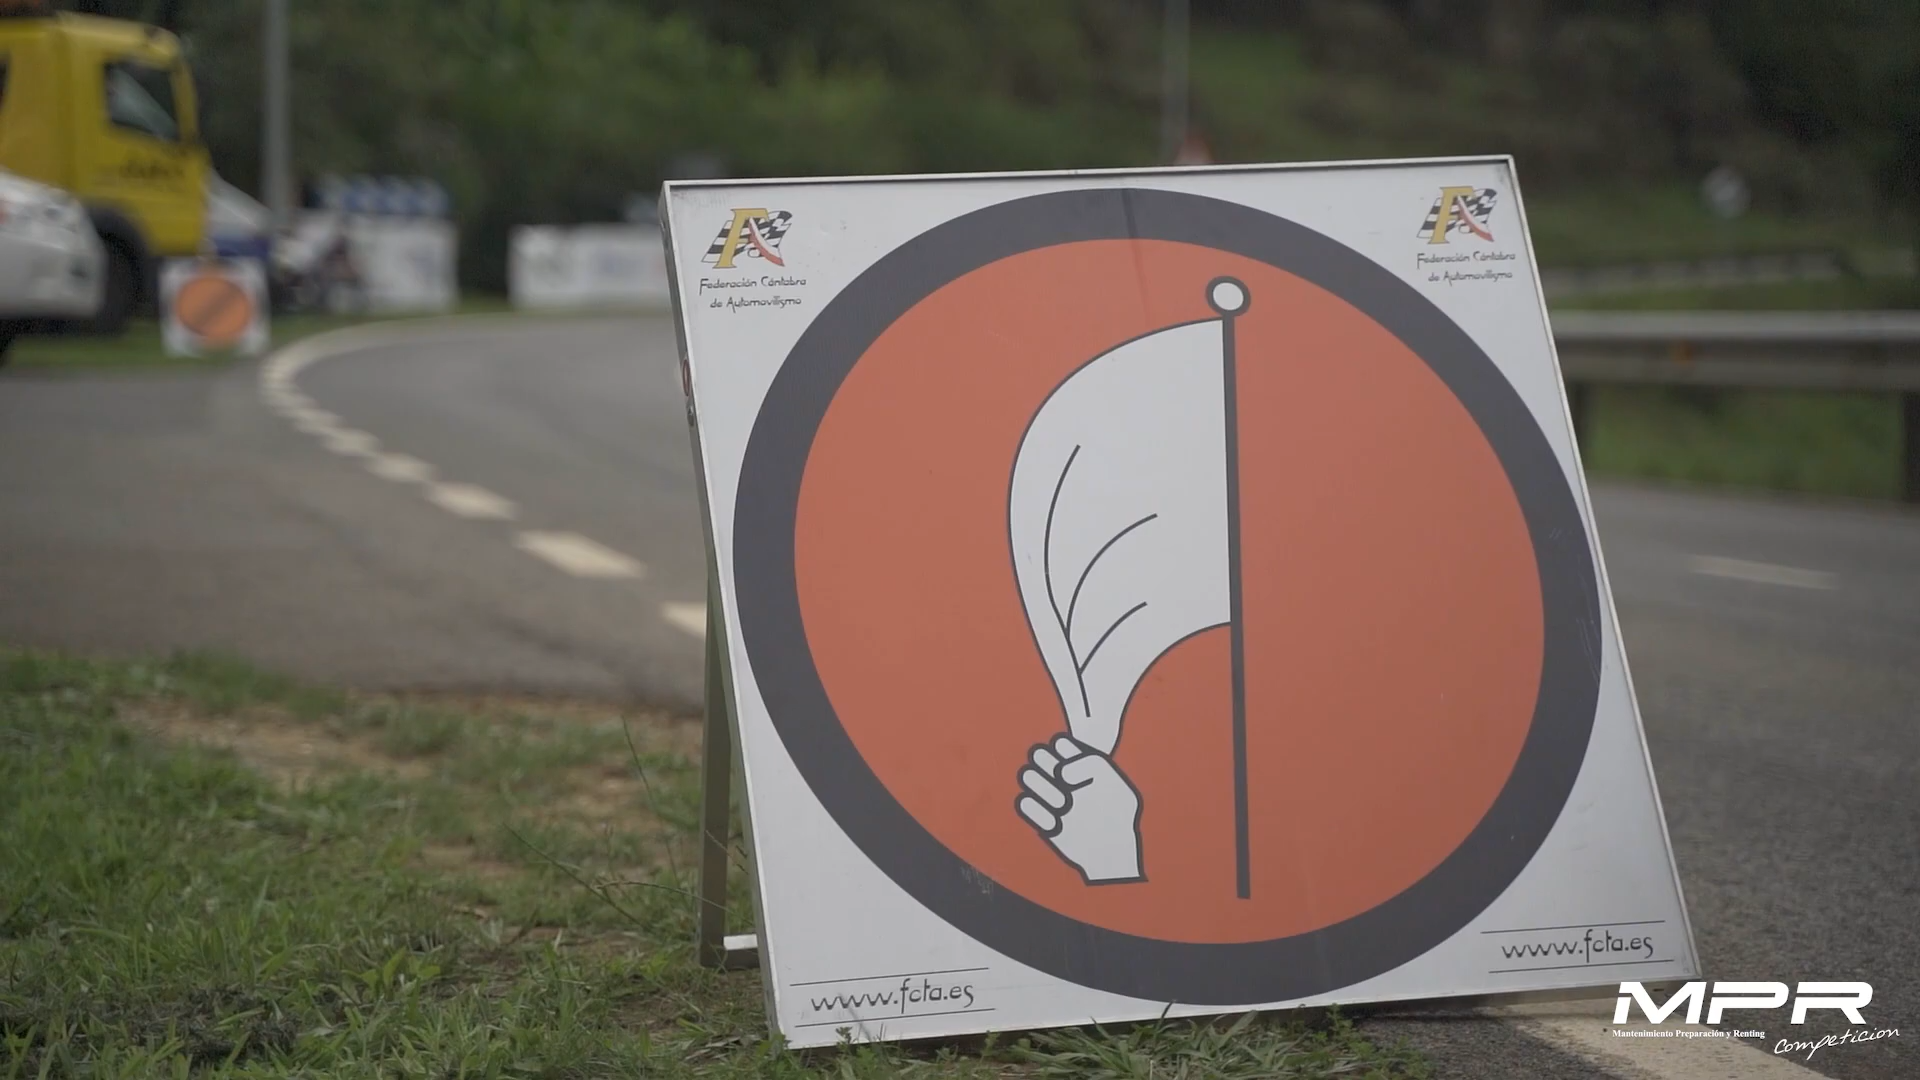 Federación Cántabra
de Automovilismo
Federación Cántabra
de Automovilismo
www.fcta.es
www.fcta.es
MPR
Mantenimiento Preparación y Renting
Competicion